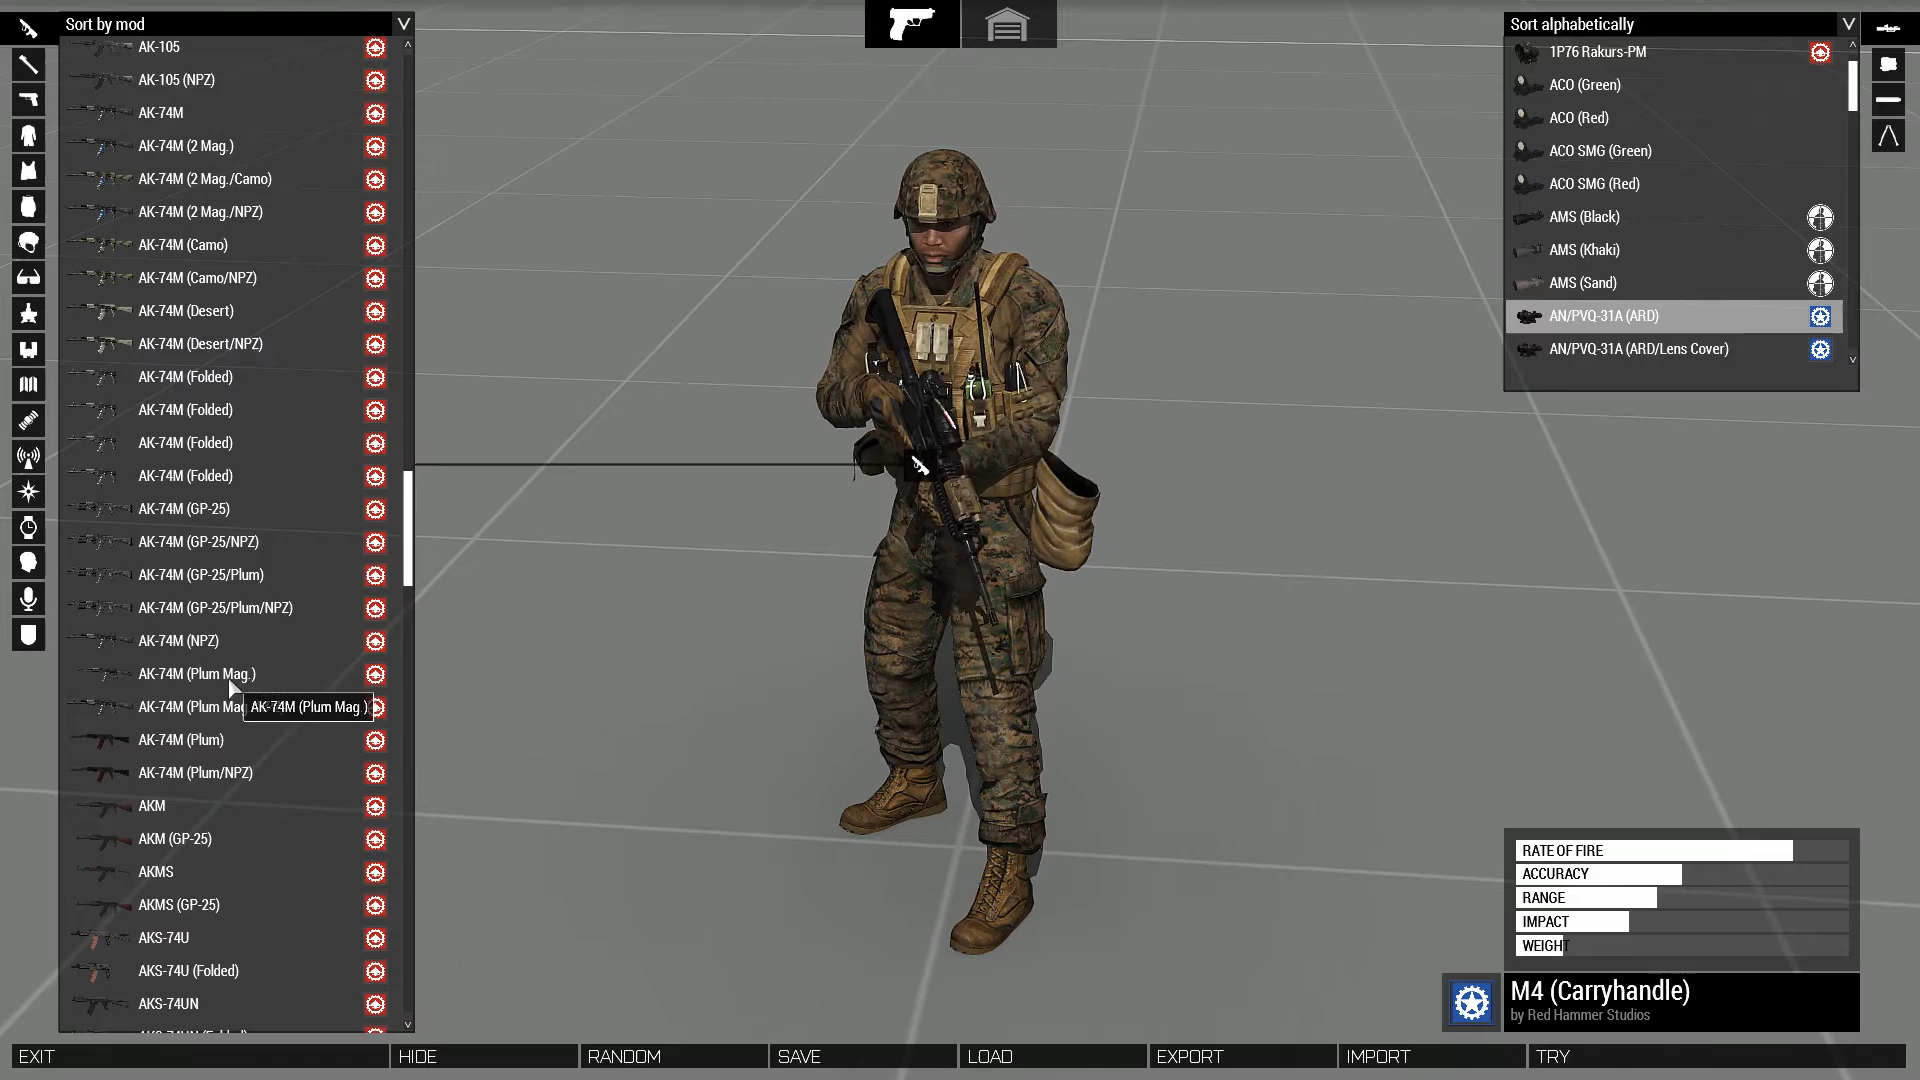 Sort by mod
AK-105
AK-105 (NPZ)
AK-74M
AK-74M (2 Mag.)
AK-74M (2 Mag./Camo)
AK-74M (2 Mag./NPZ)
AK-74M (Camo)
AK-74M (Camo/NPZ)
AK-74M (Desert)
AK-74M (Desert/NPZ)
AK-74M (Folded)
AK-74M (Folded)
AK-74M (Folded)
AK-74M (Folded)
AK-74M (GP-25)
AK-74M (GP-25/NPZ)
AK-74M (GP-25/Plum)
AK-74M (GP-25/Plum/NPZ)
AK-74M (NPZ)
AK-74M (Plum Mag.)
AK-74M (Plum Mag
AK-74M (Plum Mag.)
AK-74M (Plum)
AK-74M (Plum/NPZ)
AKM
AKM (GP-25)
AKMS
AKMS (GP-25)
AKS-74U
AKS-74U (Folded)
AKS-74UN
AKS-74UN (Folded)
Sort alphabetically
1P76 Rakurs-PM
ACO (Green)
ACO (Red)
ACO SMG (Green)
ACO SMG (Red)
AMS (Black)
AMS (Khaki)
AMS (Sand)
AN/PVQ-31A (ARD)
AN/PVQ-31A (ARD/Lens Cover)
RATE OF FIRE
ACCURACY
RANGE
IMPACT
WEIGHT
M4 (Carryhandle)
by Red Hammer Studios
EXIT
HIDE
RANDOM
SAVE
LOAD
EXPORT
IMPORT
TRY